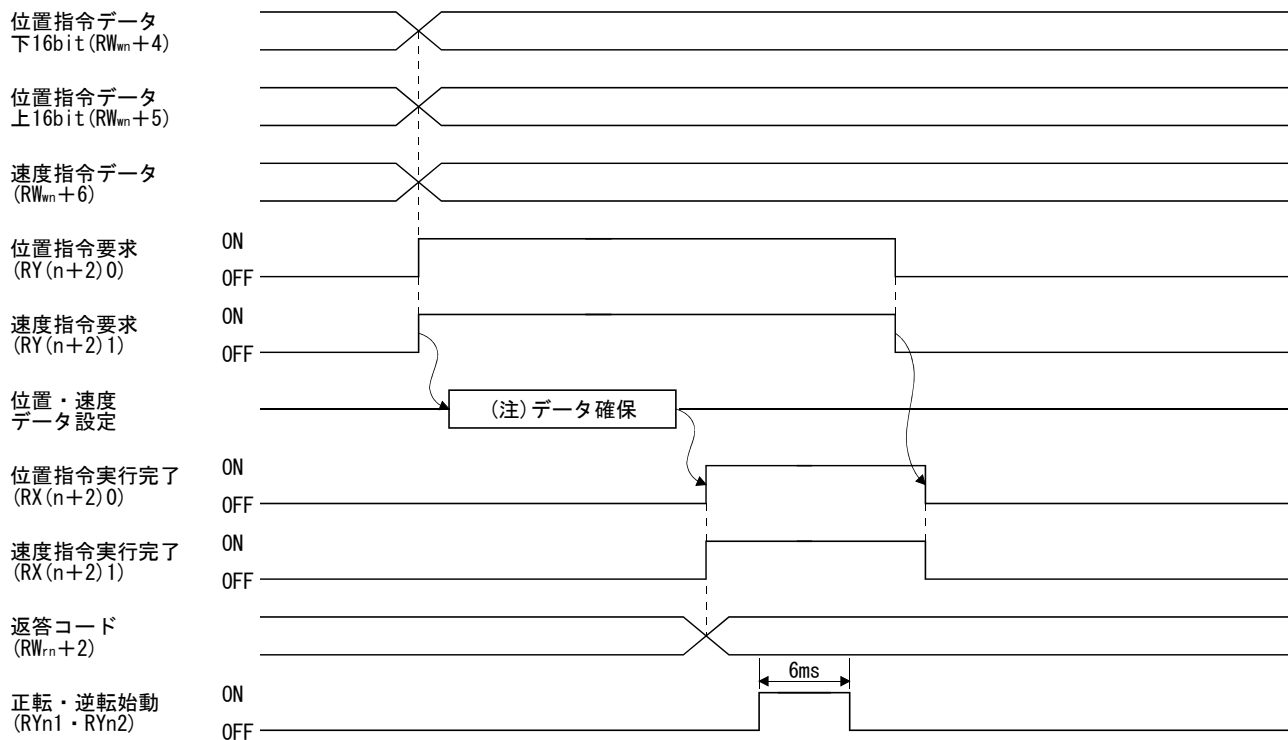 位置指令データ
下16bit(RWwn+4)
位置指令データ
上16bit(RWwn+5)
速度指令データ
(RWwn+6)
位置指令要求
(RY(n+2)0)
ON
OFF
速度指令要求
(RY(n+2)1)
ON
OFF
位置・速度
データ設定
(注)データ確保
位置指令実行完了
(RX(n+2)0)
ON
OFF
速度指令実行完了
(RX(n+2)1)
ON
OFF
返答コード
(RWrn+2)
6ms
正転・逆転始動
(RYn1・RYn2)
ON
OFF